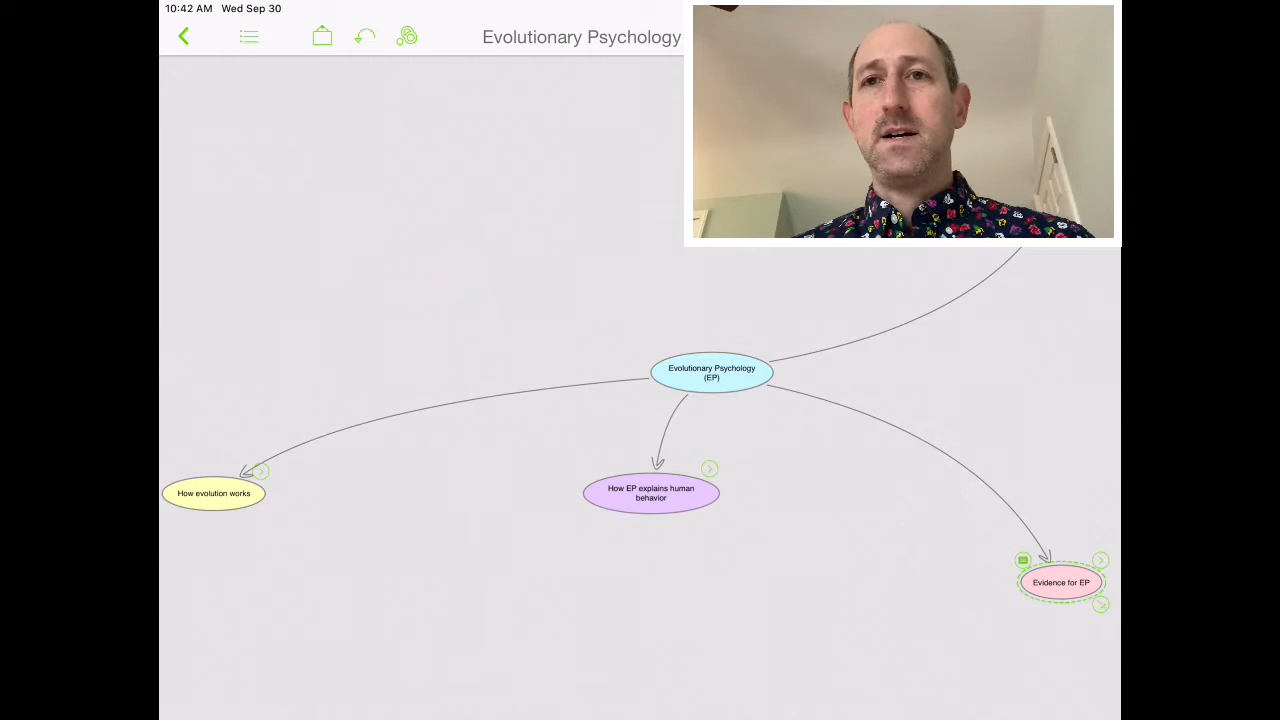 10:42 AM Wed Sep 30
Evolutionary Psychology
Evolutionary Psychology
(EP)
How evolution works
How EP explains human
behavior
Evidence for EP